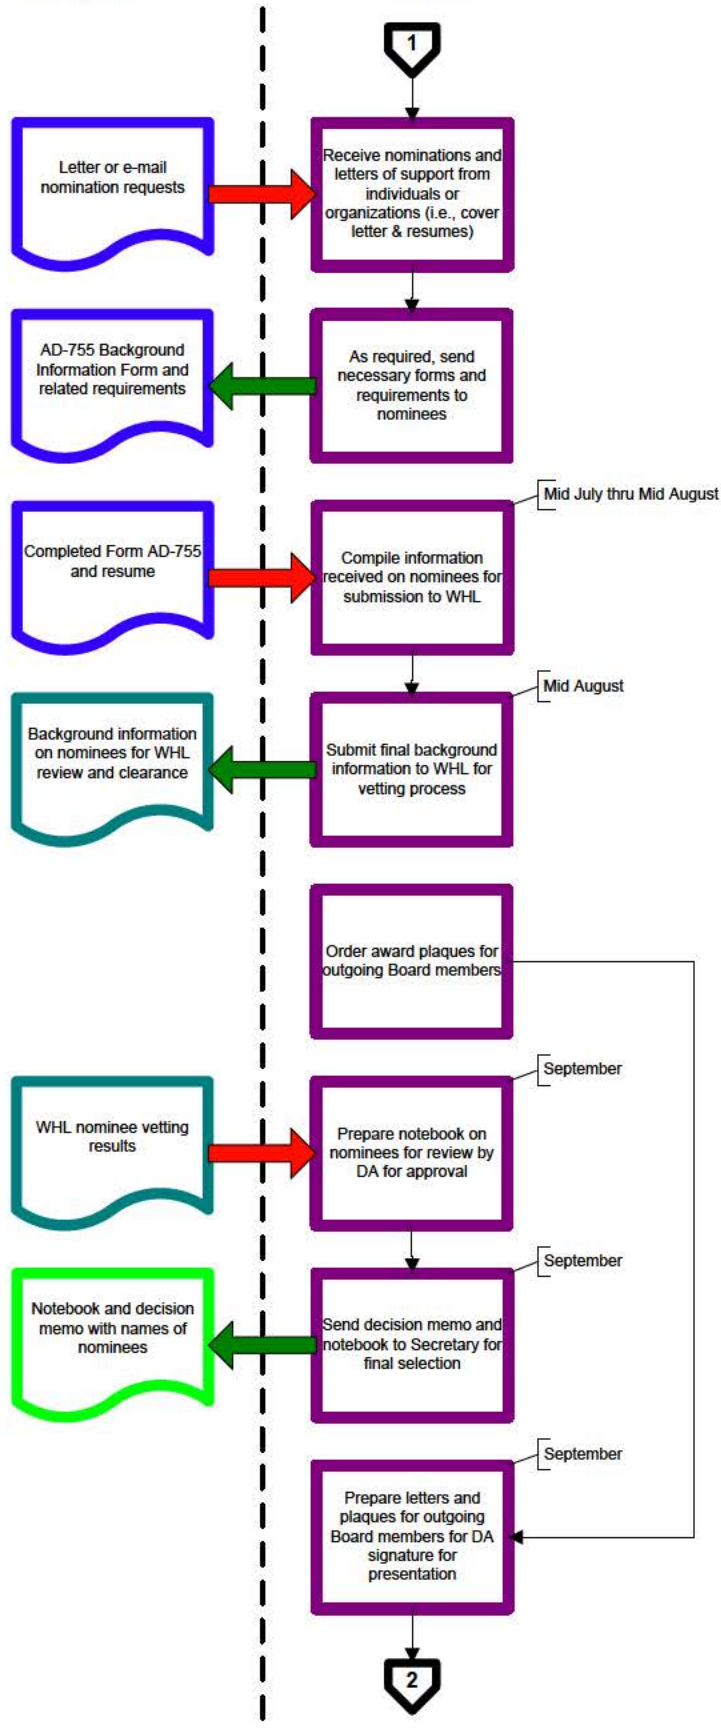 1
Letter or e-mail
nomination requests
Receive nominations and
letters of support from
individuals or
organizations (i.e., cover
letter & resumes)
AD-755 Background
Information Form and
related requirements
As required, send
necessary forms and
requirements to
nominees
Mid July thru Mid August
Completed Form AD-755
and resume
Compile information
received on nominees for
submission to WHL
Mid August
Background information
on nominees for WHL
review and clearance
Submit final background
information to WHL for
vetting process
Order award plaques for
outgoing Board members
September
WHL nominee vetting
results
Prepare notebook on
nominees for review by
DA for approval
September
Notebook and decision
memo with names of
nominees
Send decision memo and
notebook to Secretary for
final selection
September
Prepare letters and
plaques for outgoing
Board members for DA
signature for
presentation
2